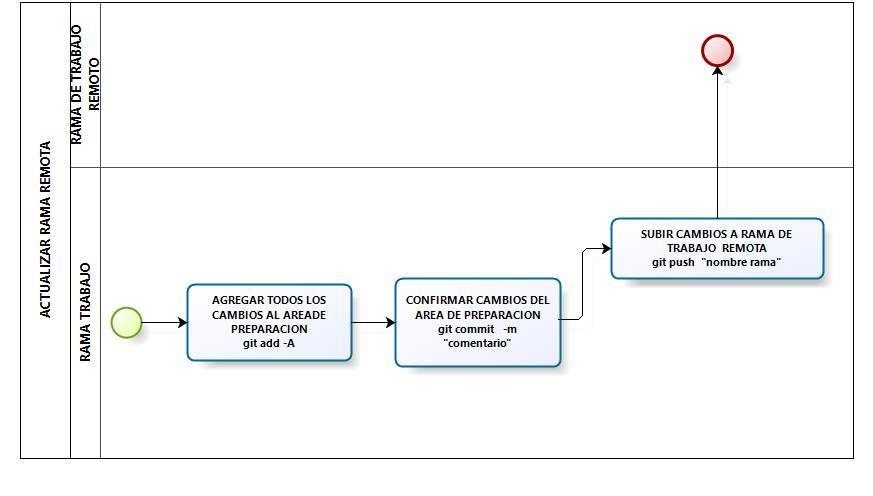 ACTUALIZAR RAMA REMOTA
RAMA DE TRABAJO
REMOTO
RAMA TRABAJO
AGREGAR TODOS LOS
CAMBIOS AL AREADE
PREPARACION
git add -A
CONFIRMAR CAMBIOS DEL
AREA DE PREPARACION
git commit -m
"comentario"
SUBIR CAMBIOS A RAMA DE
TRABAJO REMOTA
git push "nombre rama"